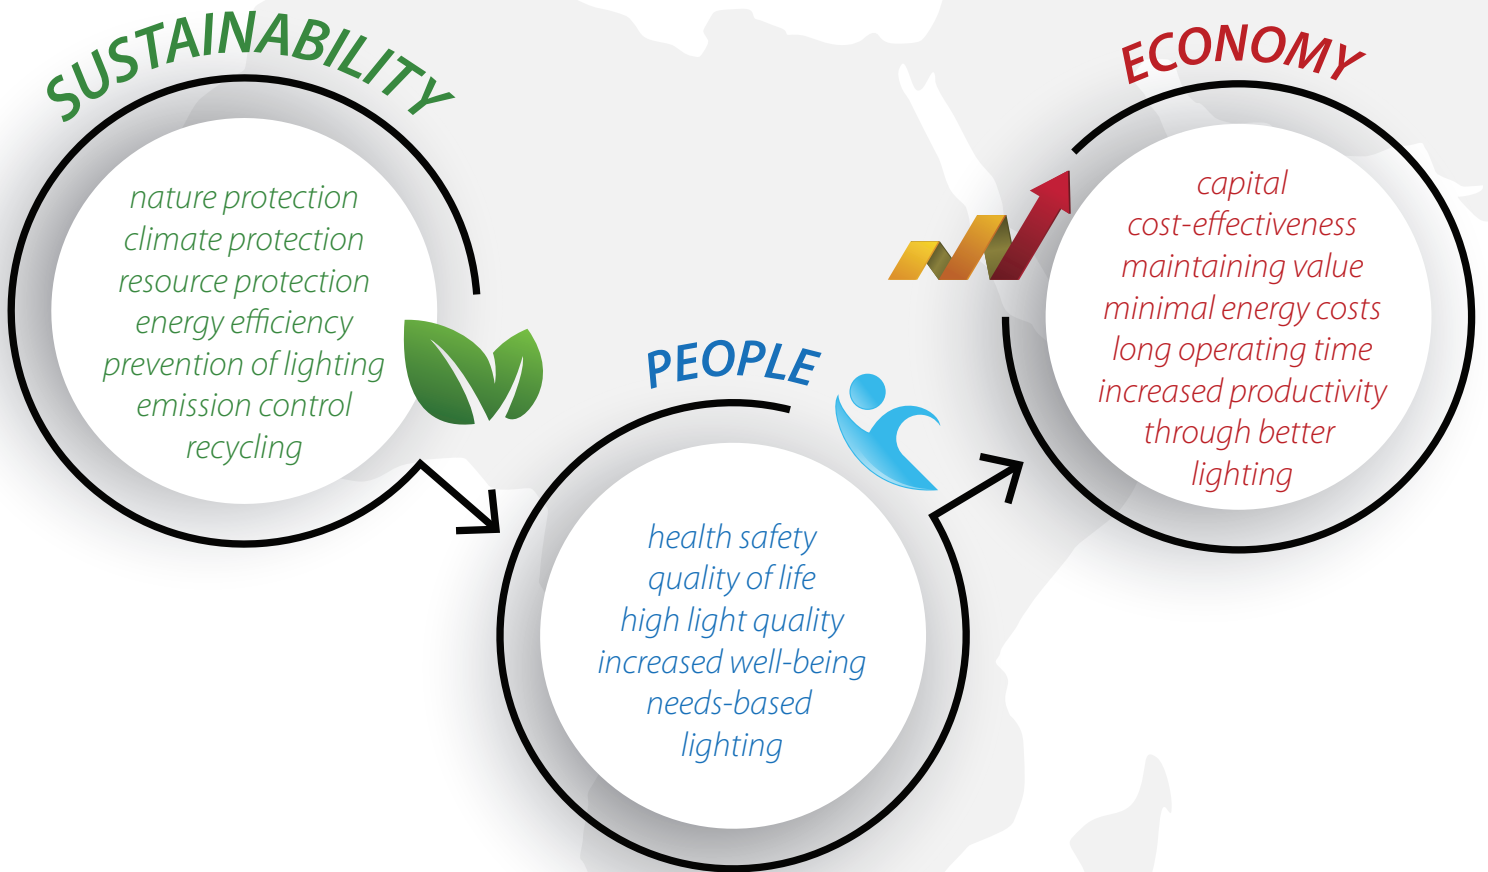 SUSTAINABILITY
nature protection
climate protection
resource protection
energy efficiency
prevention of lighting
emission control
recycling
PEOPLE
health safety
quality of life
high light quality
increased well-being
needs-based
lighting
ECONOMY
capital
cost-effectiveness
maintaining value
minimal energy costs
long operating time
increased productivity
through better
lighting